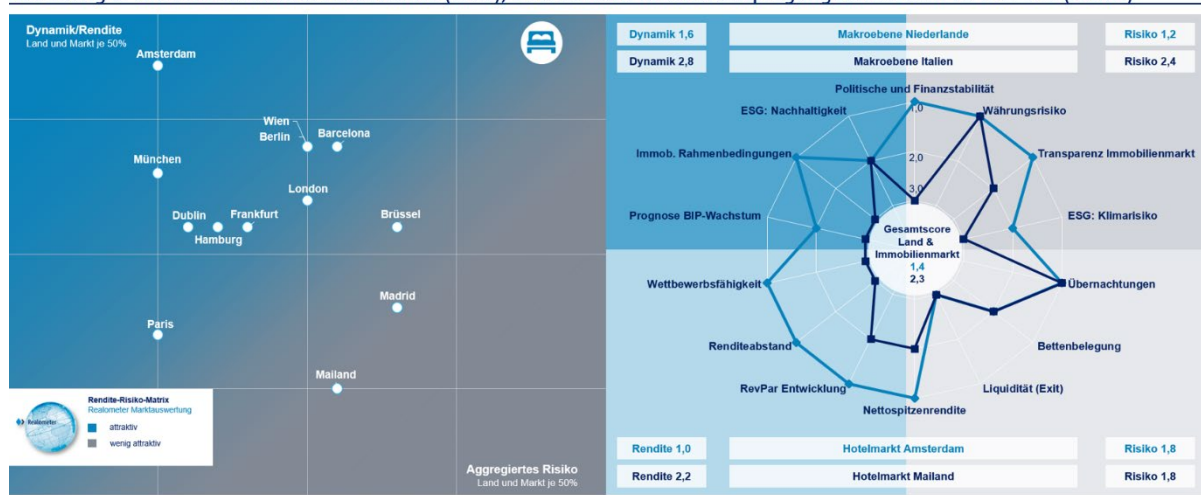 Dynamik/Rendite
Land und Markt je 50%
Amsterdam
Wien
Berlin
Barcelona
München
London
Dublin
Frankfurt
Hamburg
Brüssel
Madrid
Paris
Mailand
Rendite-Risiko-Matrix
Realometer Marktauswertung
Realometer
attraktiv
wenig attraktiv
Aggregiertes Risiko
Land und Markt je 50%
Dynamik 1,6
Makroebene Niederlande
Risiko 1,2
Dynamik 2,8
Makroebene Italien
Risiko 2,4
Politische und Finanzstabilität
ESG: Nachhaltigkeit
1,0
Währungsrisiko
Immob. Rahmenbedingungen
2,0
Transparenz Immobilienmarkt
3,0
Prognose BIP-Wachstum
ESG: Klimarisiko
Gesamtscore
Land &
Immobilienmarkt
1,4
2,3
Wettbewerbsfähigkeit
Übernachtungen
Renditeabstand
Bettenbelegung
RevPar Entwicklung
Liquidität (Exit)
Nettospitzenrendite
Rendite 1,0
Hotelmarkt Amsterdam
Risiko 1,8
Rendite 2,2
Hotelmarkt Mailand
Risiko 1,8